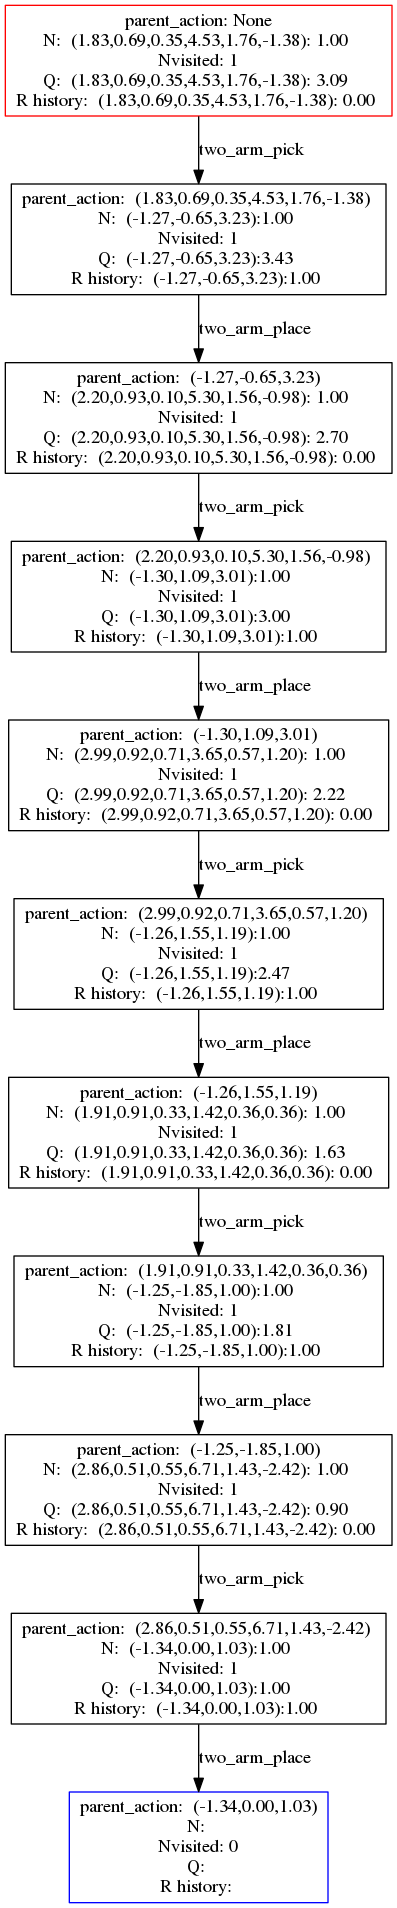 parent_action: None
N: (1.83,0.69,0.35,4.53,1.76,-1.38): 1.00
Nvisited: 1
Q: (1.83,0.69,0.35,4.53,1.76,-1.38): 3.09
R history: (1.83,0.69,0.35,4.53,1.76,-1.38): 0.00
two_arm_pick
parent_action: (1.83,0.69,0.35,4.53,1.76,-1.38)
N: (-1.27,-0.65,3.23):1.00
Nvisited: 1
Q: (-1.27,-0.65,3.23):3.43
R history: (-1.27,-0.65,3.23):1.00
two_arm_place
parent_action: (-1.27,-0.65,3.23)
N: (2.20,0.93,0.10,5.30,1.56,-0.98): 1.00
Nvisited: 1
Q: (2.20,0.93,0.10,5.30,1.56,-0.98): 2.70
R history: (2.20,0.93,0.10,5.30,1.56,-0.98): 0.00
two_arm_pick
parent_action: (2.20,0.93,0.10,5.30,1.56,-0.98)
N: (-1.30,1.09,3.01):1.00
Nvisited: 1
Q: (-1.30,1.09,3.01):3.00
R history: (-1.30,1.09,3.01):1.00
two_arm_place
parent_action: (-1.30,1.09,3.01)
N: (2.99,0.92,0.71,3.65,0.57,1.20): 1.00
Nvisited: 1
Q: (2.99,0.92,0.71,3.65,0.57,1.20): 2.22
R history: (2.99,0.92,0.71,3.65,0.57,1.20): 0.00
two_arm_pick
parent_action: (2.99,0.92,0.71,3.65,0.57,1.20)
N: (-1.26,1.55,1.19):1.00
Nvisited: 1
Q: (-1.26,1.55,1.19):2.47
R history: (-1.26,1.55,1.19):1.00
two_arm_place
parent_action: (-1.26,1.55,1.19)
N: (1.91,0.91,0.33,1.42,0.36,0.36): 1.00
Nvisited: 1
Q: (1.91,0.91,0.33,1.42,0.36,0.36): 1.63
R history: (1.91,0.91,0.33,1.42,0.36,0.36): 0.00
two_arm_pick
parent_action: (1.91,0.91,0.33,1.42,0.36,0.36)
N: (-1.25,-1.85,1.00):1.00
Nvisited: 1
Q: (-1.25,-1.85,1.00):1.81
R history: (-1.25,-1.85,1.00):1.00
two_arm_place
parent_action: (-1.25,-1.85,1.00)
N: (2.86,0.51,0.55,6.71,1.43,-2.42): 1.00
Nvisited: 1
Q: (2.86,0.51,0.55,6.71,1.43,-2.42): 0.90
R history: (2.86,0.51,0.55,6.71,1.43,-2.42): 0.00
two_arm_pick
parent_action: (2.86,0.51,0.55,6.71,1.43,-2.42)
N: (-1.34,0.00,1.03):1.00
Nvisited: 1
Q: (-1.34,0.00,1.03):1.00
R history: (-1.34,0.00,1.03):1.00
two_arm_place
parent_action: (-1.34,0.00,1.03)
N:
Nvisited: 0
Q:
R history: